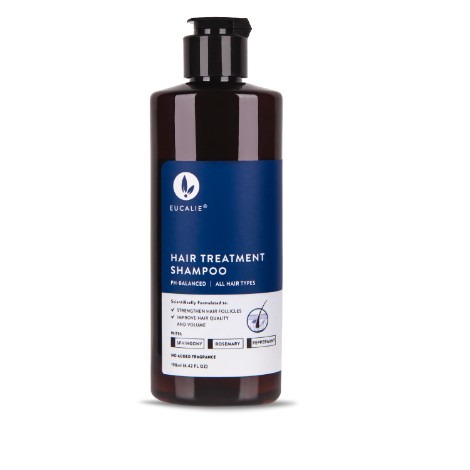 EUCALIE®
HAIR TREATMENT
SHAMPOO
PH-BALANCED | ALL HAIR TYPES
Scientifically Formulated to:
✓ STRENGTHEN HAIR FOLLICLES
✓ IMPROVE HAIR QUALITY
AND VOLUME
ROSEMARY PEPPERMINT
NO ADDED FRAGRANCE